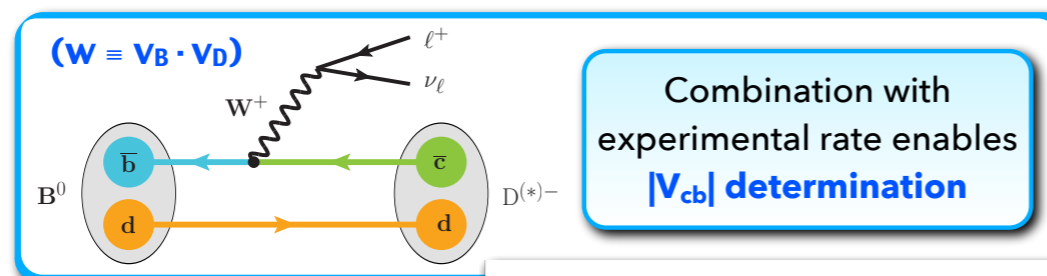 (w ≡ vB · vD)
ℓ⁺
νℓ
W⁺
b̅
c̅
B⁰
D⁽*⁾⁻
d
d
Combination with
experimental rate enables
|Vcb| determination